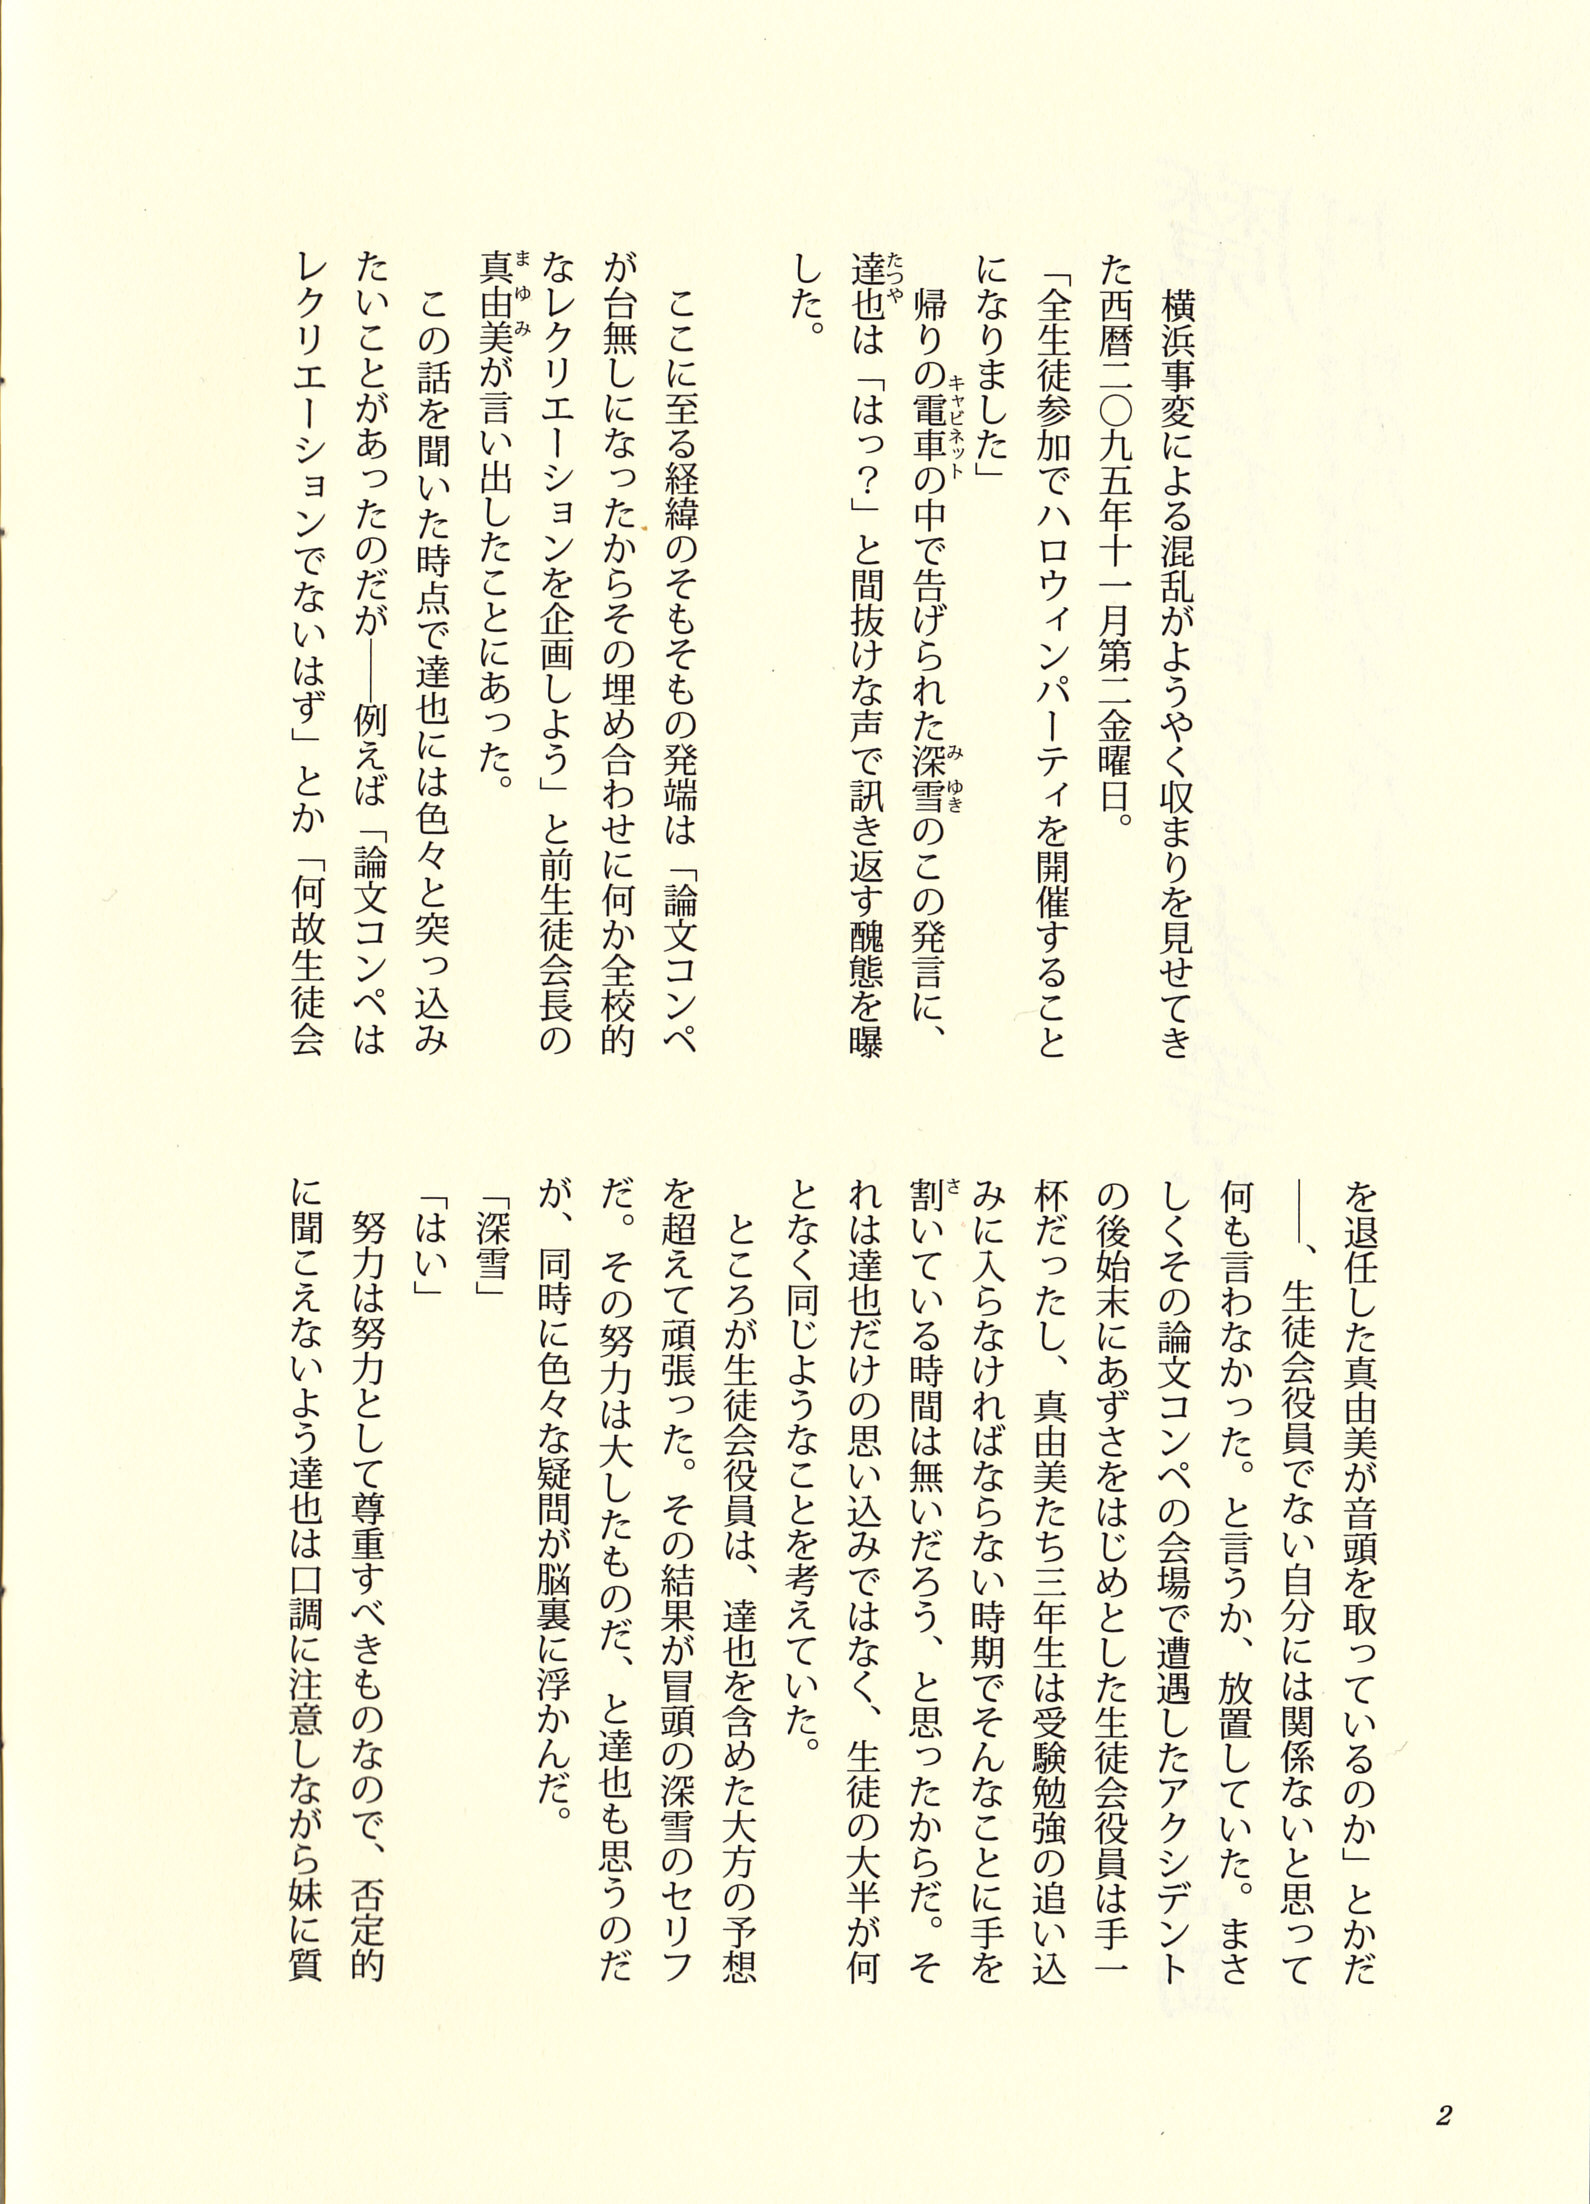 横浜事変による混乱がようやく収まりを見せてき
た西暦二〇九五年十一月第二金曜日。
「全生徒参加でハロウィンパーティを開催すること
になりました」
　帰りの電車の中で告げられた深雪のこの発言に、
キャビネット
み ゆき
達也は「はっ？」と間抜けな声で訊き返す醜態を曝
たつや
した。
　ここに至る経緯のそもそもの発端は「論文コンペ
が台無しになったからその埋め合わせに何か全校的
なレクリエーションを企画しよう」と前生徒会長の
真由美が言い出したことにあった。
ま ゆ み
　この話を聞いた時点で達也には色々と突っ込み
たいことがあったのだが――例えば「論文コンペは
レクリエーションでないはず」とか「何故生徒会
を退任した真由美が音頭を取っているのか」とかだ
――、生徒会役員でない自分には関係ないと思って
何も言わなかった。と言うか、放置していた。まさ
しくその論文コンペの会場で遭遇したアクシデント
の後始末にあずさをはじめとした生徒会役員は手一
杯だったし、真由美たち三年生は受験勉強の追い込
みに入らなければならない時期でそんなことに手を
割いている時間は無いだろう、と思ったからだ。そ
さ
れは達也だけの思い込みではなく、生徒の大半が何
となく同じようなことを考えていた。
　ところが生徒会役員は、達也を含めた大方の予想
を超えて頑張った。その結果が冒頭の深雪のセリフ
だ。その努力は大したものだ、と達也も思うのだ
が、同時に色々な疑問が脳裏に浮かんだ。
「深雪」
「はい」
　努力は努力として尊重すべきものなので、否定的
に聞こえないよう達也は口調に注意しながら妹に質
2